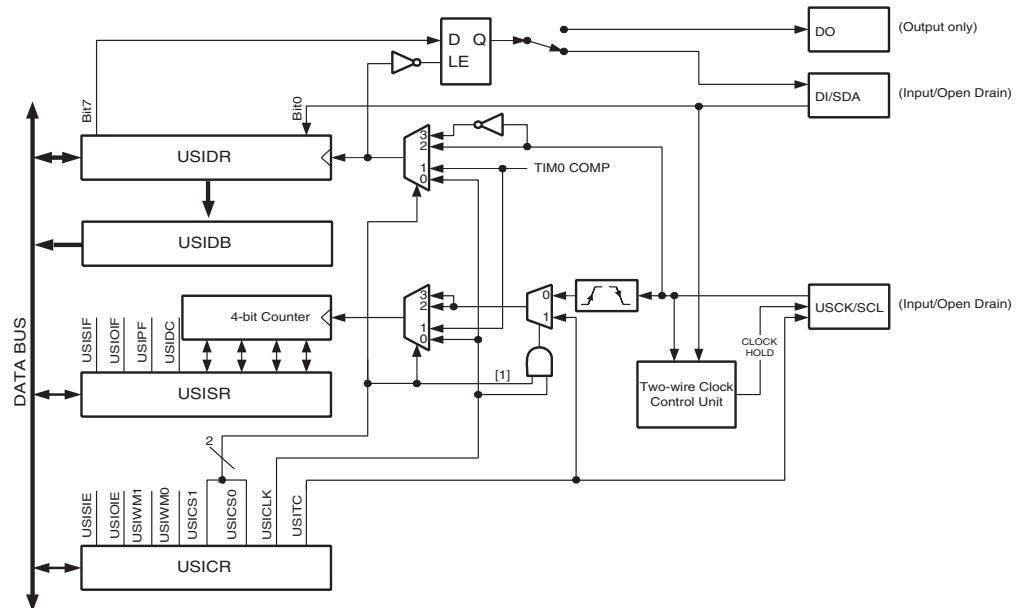 D Q
LE
DO
(Output only)
DI/SDA
(Input/Open Drain)
Bit7
Bit0
USIDR
3
2
1
0
TIM0 COMP
USIDB
DATA BUS
4-bit Counter
3
2
1
0
0
1
USCK/SCL
(Input/Open Drain)
CLOCK
HOLD
USISIF
USIOIF
USIPF
USIDC
[1]
Two-wire Clock
Control Unit
USISR
2
USISIE
USIOIE
USIWM1
USIWM0
USICS1
USICS0
USICLK
USITC
USICR